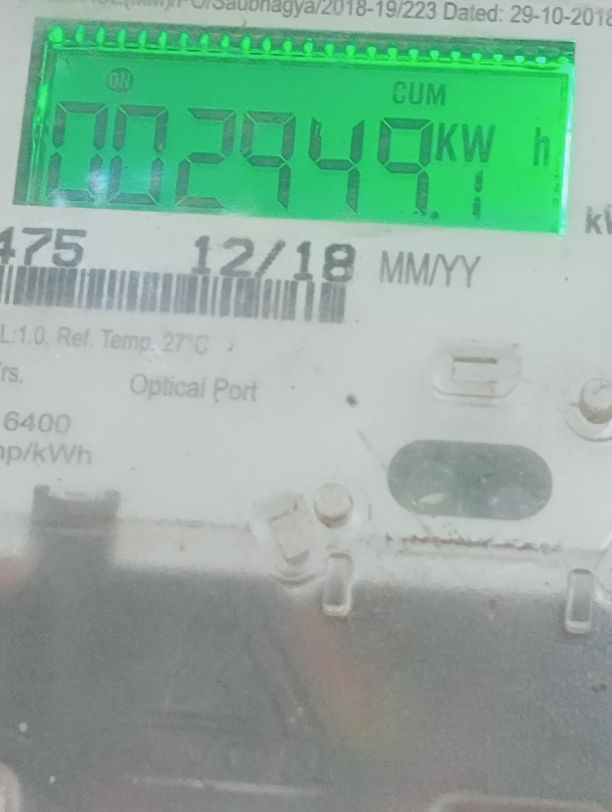 /Saubhagya/2018-19/223 Dated: 29-10-2018
ON
CUM
002949.1 KW h
475 12/18 MM/YY
L:1.0. Ref. Temp. 27°C
Optical Port
6400